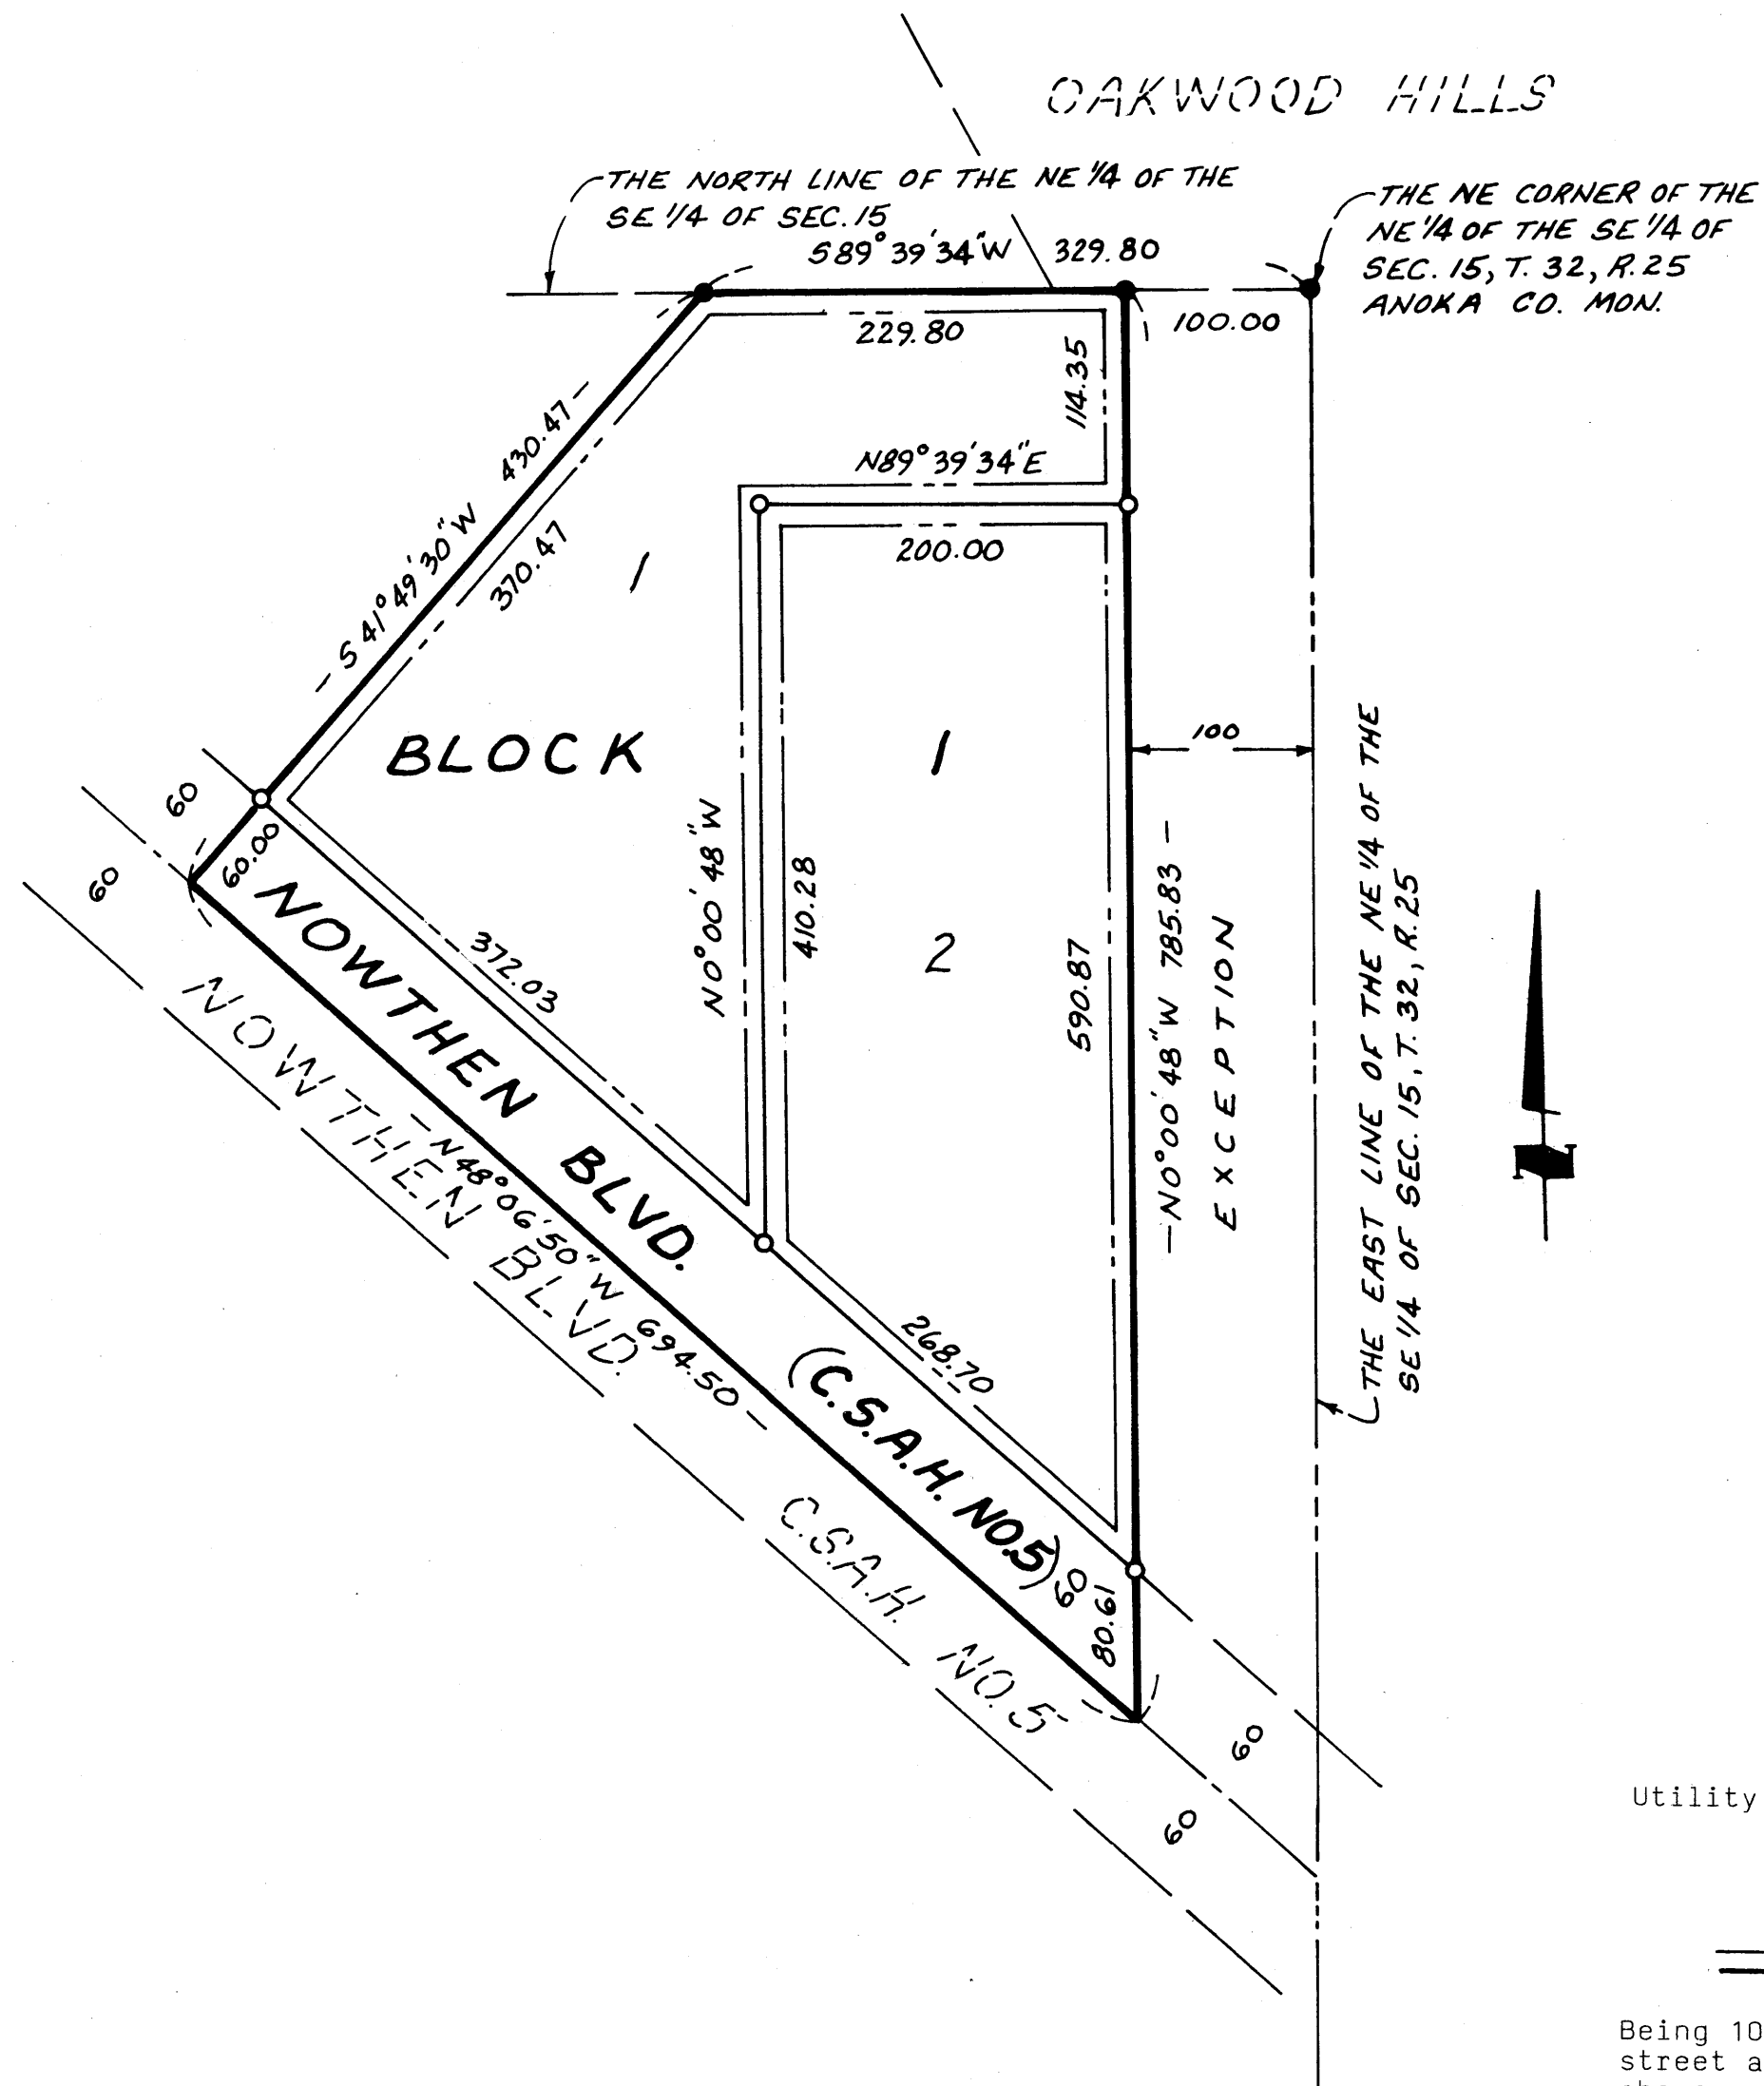 OAKWOOD HILLS
THE NORTH LINE OF THE NE 1/4 OF THE
SE 1/4 OF SEC. 15
THE NE CORNER OF THE
NE 1/4 OF THE SE 1/4 OF
SEC. 15, T. 32, R. 25
ANOKA CO. MON.
S89°39'34"W 329.80
229.80
100.00
114.35
S 41°49'30"W 430.47
370.47
N89°39'34"E
200.00
1
BLOCK 1
100
60
60
60.00
N0°00'48"W
410.28
2
590.87
N0°00'48"W 785.83
EXCEPTION
THE EAST LINE OF THE NE 1/4 OF THE
SE 1/4 OF SEC. 15, T. 32, R. 25
372.03
NOWTHEN BLVD. (C.S.A.H. NO.5)
NOWTHEN BLVD. C.S.A.H. NO. 5
N48°06'50"W 694.50
268.70
60
80.61
N
60
60
Utility
Being 10
street a